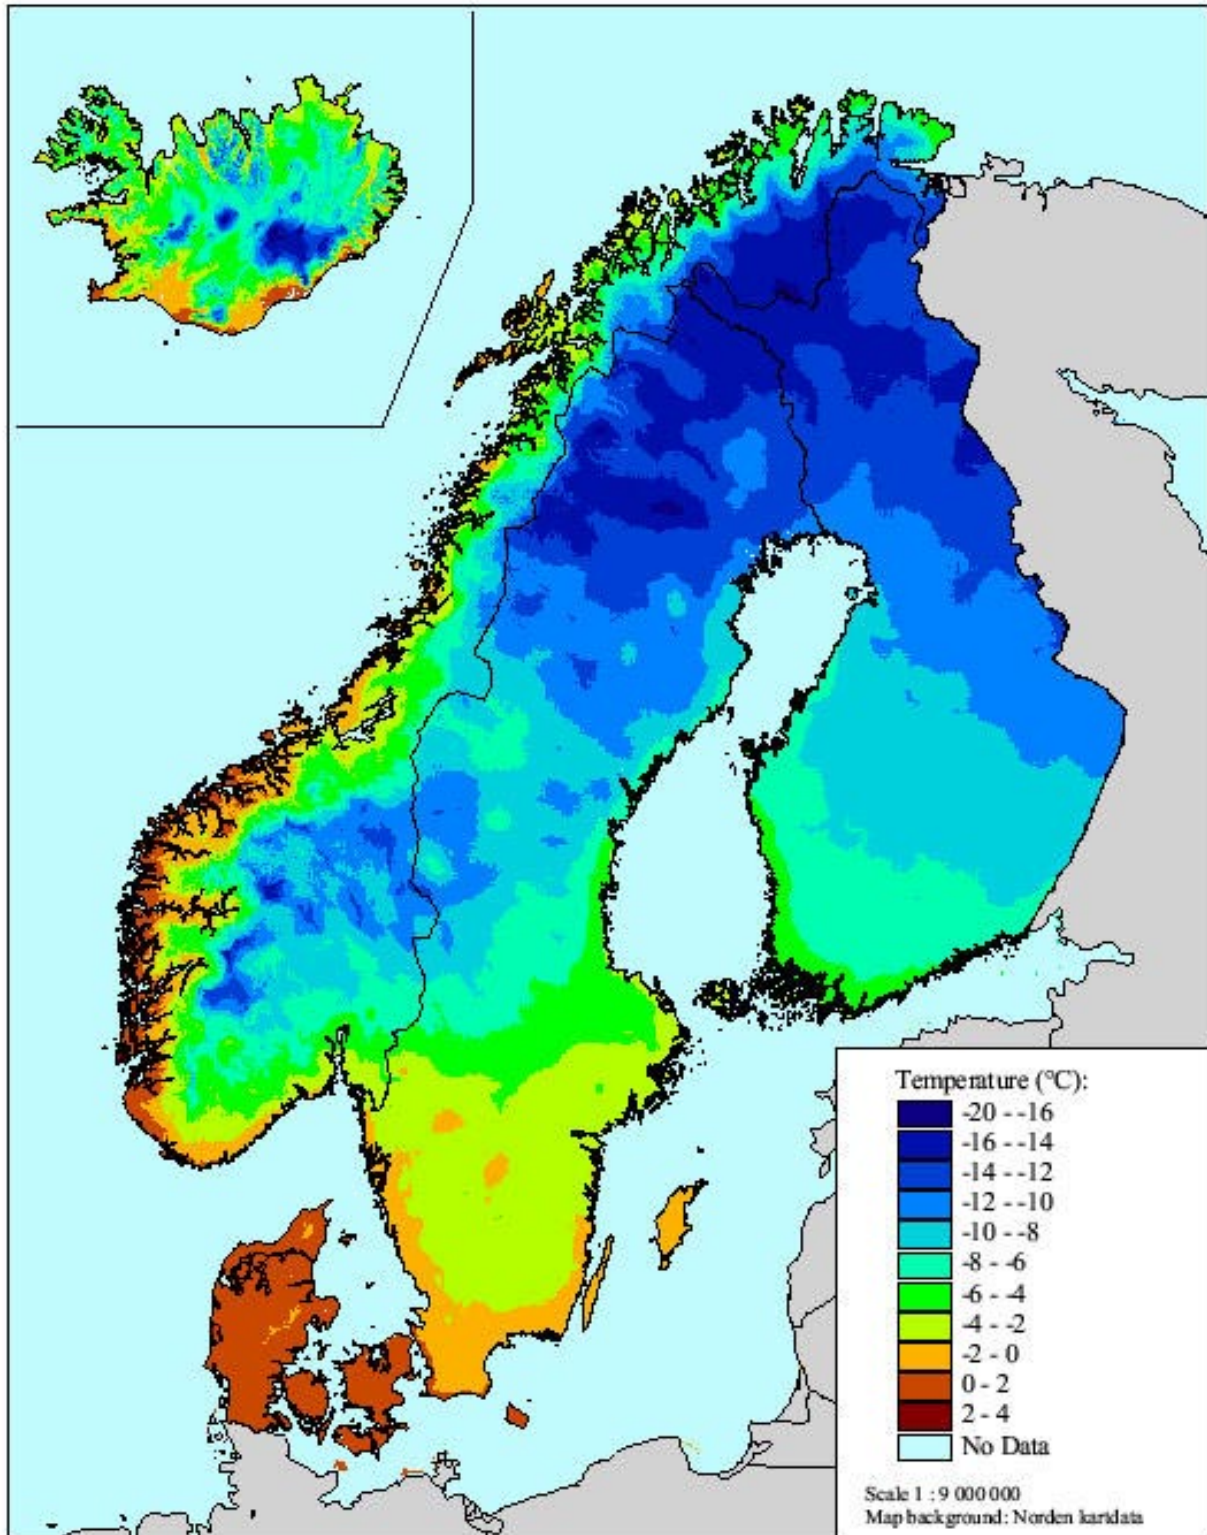 Temperature (°C):
-20 - -16
-16 - -14
-14 - -12
-12 - -10
-10 - -8
-8 - -6
-6 - -4
-4 - -2
-2 - 0
0 - 2
2 - 4
No Data
Scale 1 : 9 000 000
Map background: Norden kartdata